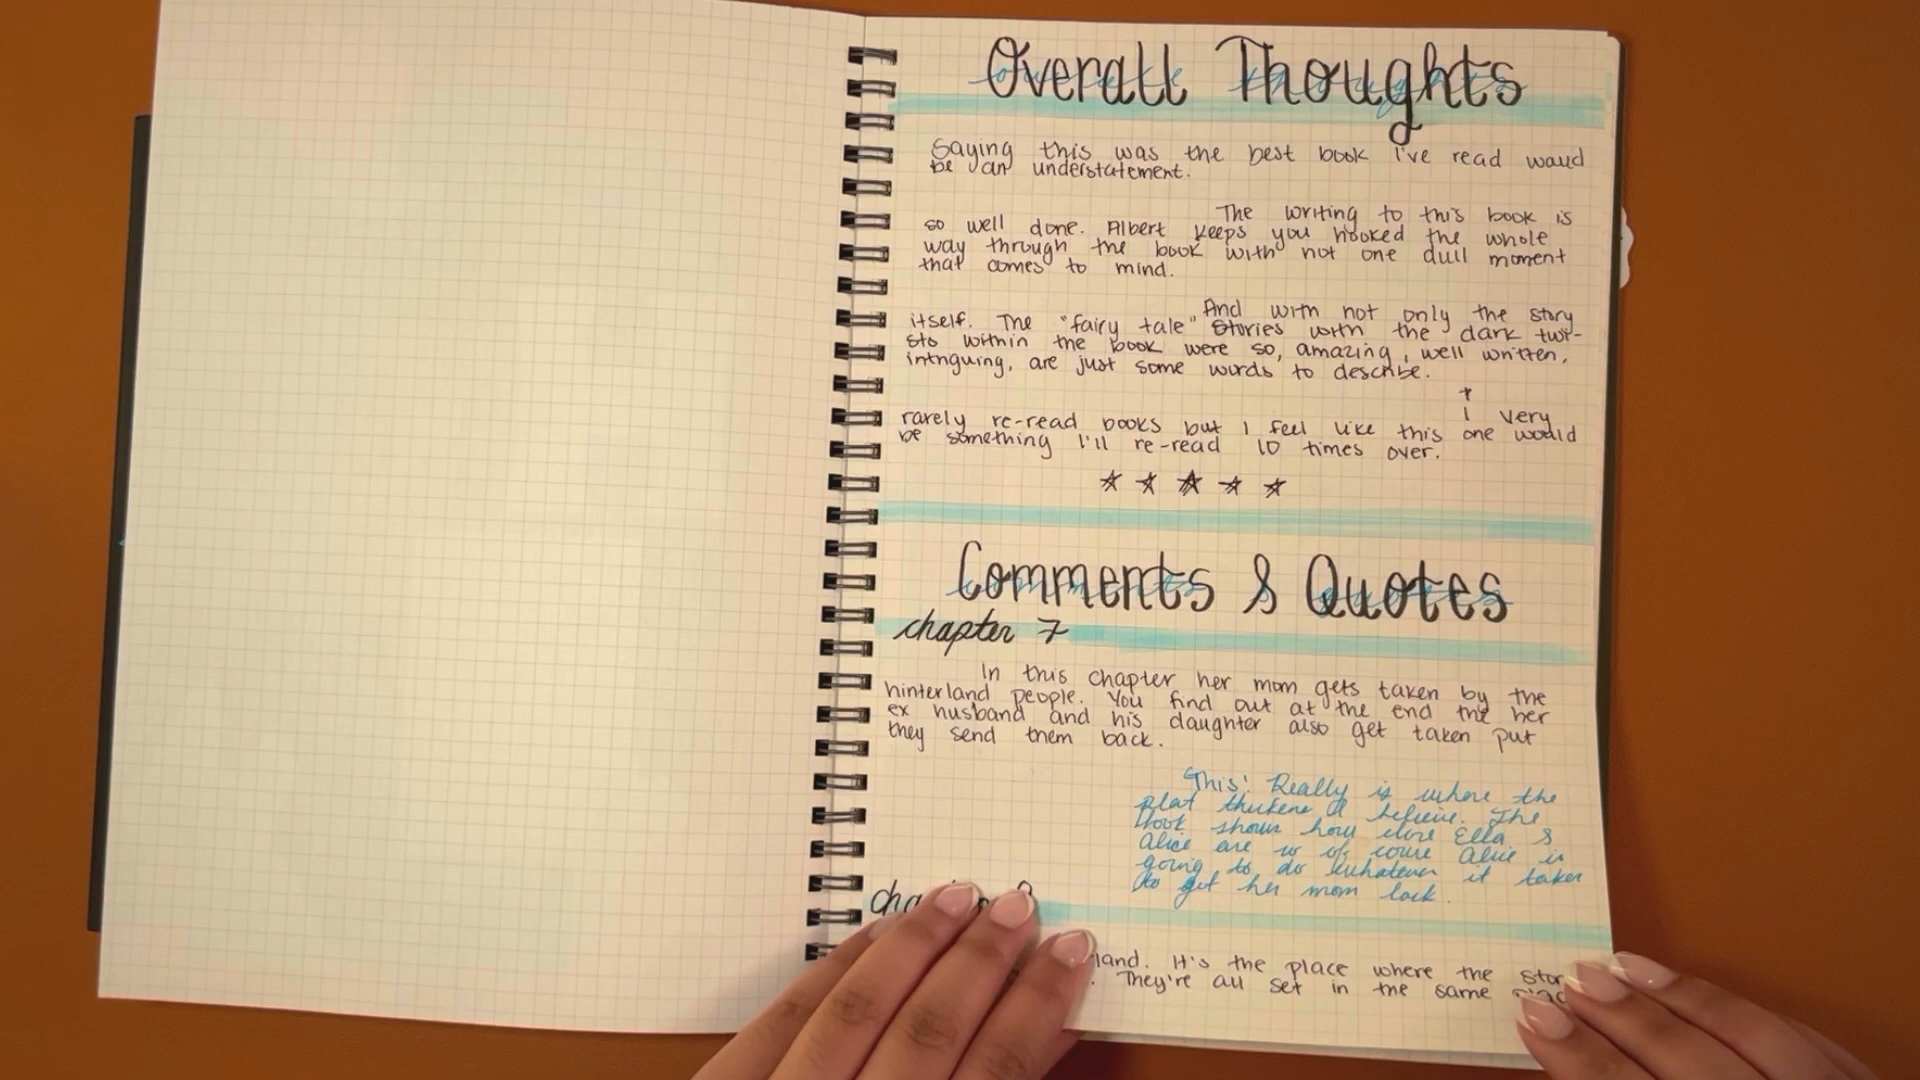 Overall Thoughts
Saying this was the best book I've read woud
be an understatement.
The writing to this book is
so well done. Albert keeps you hooked the whole
way through the book with not one dull moment
that comes to mind.
And with not only the story
itself. The "fairy tale" stories with the dark twi-
sts within the book were so, amazing, well written,
intriguing, are just some words to describe.
I very
rarely re-read books but I feel like this one would
be something I'll re-read 10 times over.
Comments & Quotes
chapter 7
In this chapter her mom gets taken by the
hinterland people. You find out at the end the her
ex husband and his daughter also get taken put
they send them back.
This! Really is where the
plot thickens I believe. The
book shows how close Ella &
Alice are so of course Alice is
going to do whatever it takes
to get her mom back.
land. It's the place where the
They're all set in the same